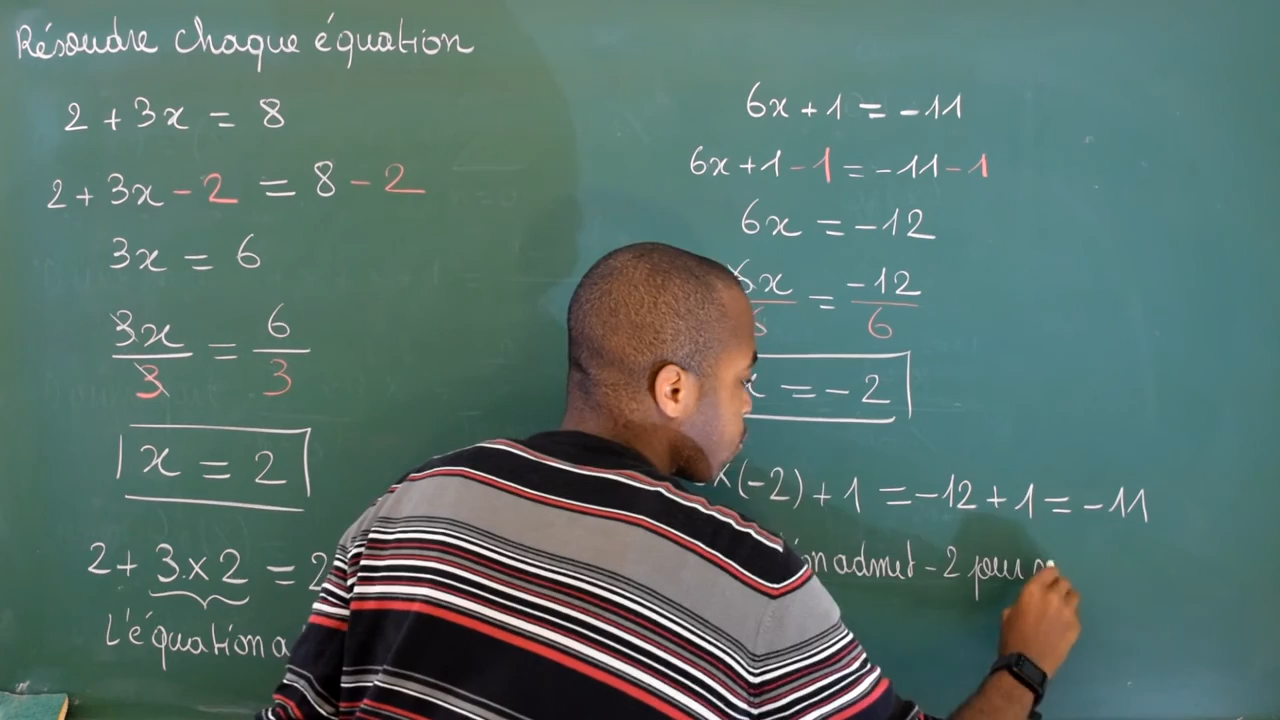 Résoudre chaque équation
2 + 3x = 8
2 + 3x - 2 = 8 - 2
3x = 6
3x/3 = 6/3
x = 2
2 + 3 x 2 = 2
L'équation a
6x + 1 = -11
6x + 1 - 1 = -11 - 1
6x = -12
6x/6 = -12/6
x = -2
x (-2) + 1 = -12 + 1 = -11
on admet - 2 pour